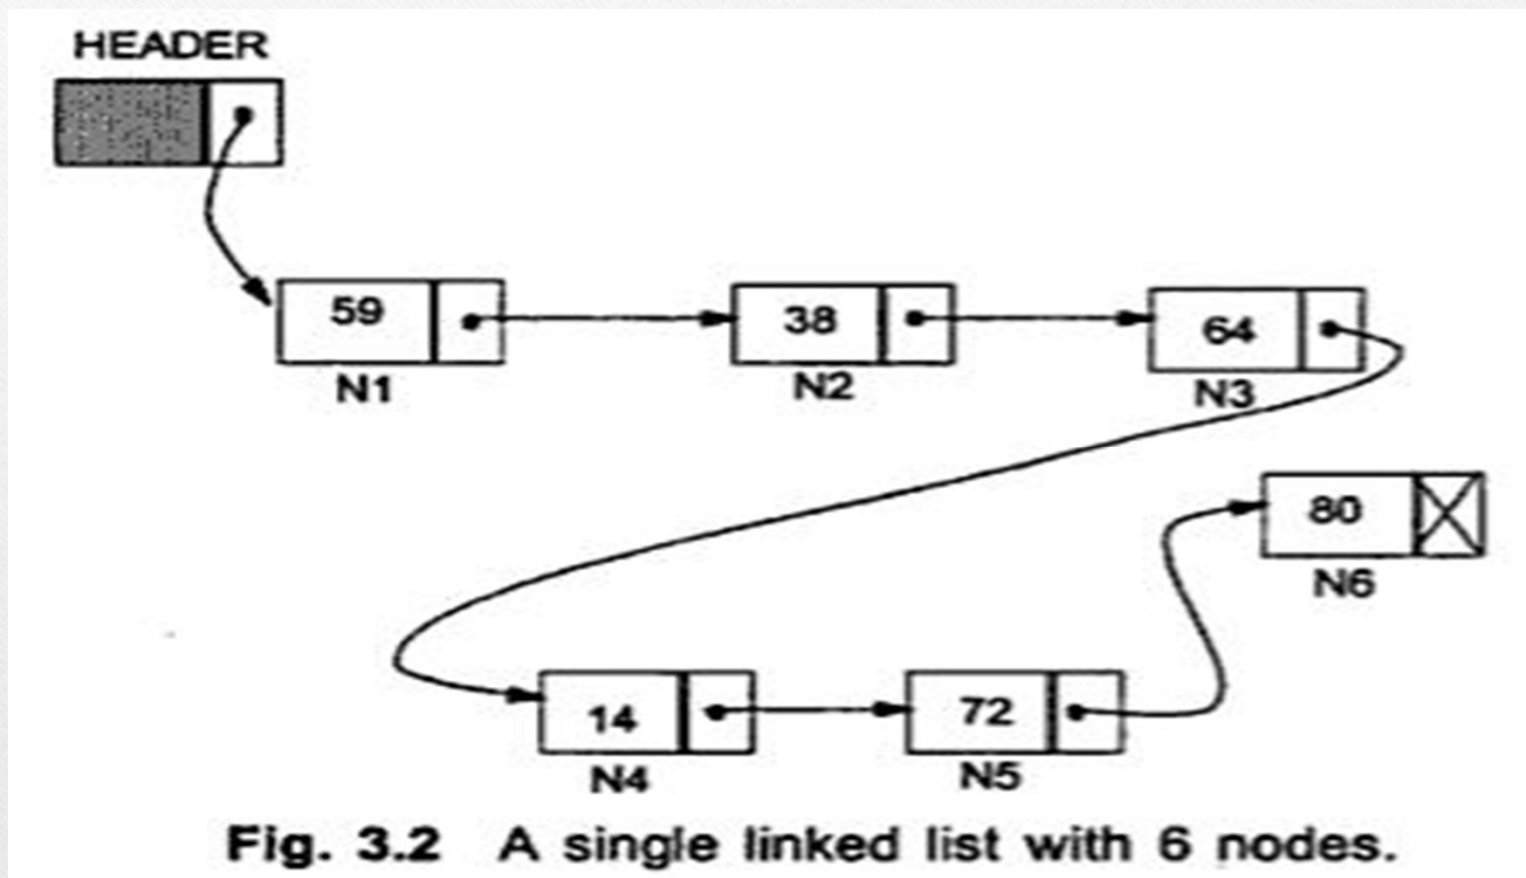 HEADER
59
38
64
N1
N2
N3
80
N6
14
72
N4
N5
Fig. 3.2 A single linked list with 6 nodes.